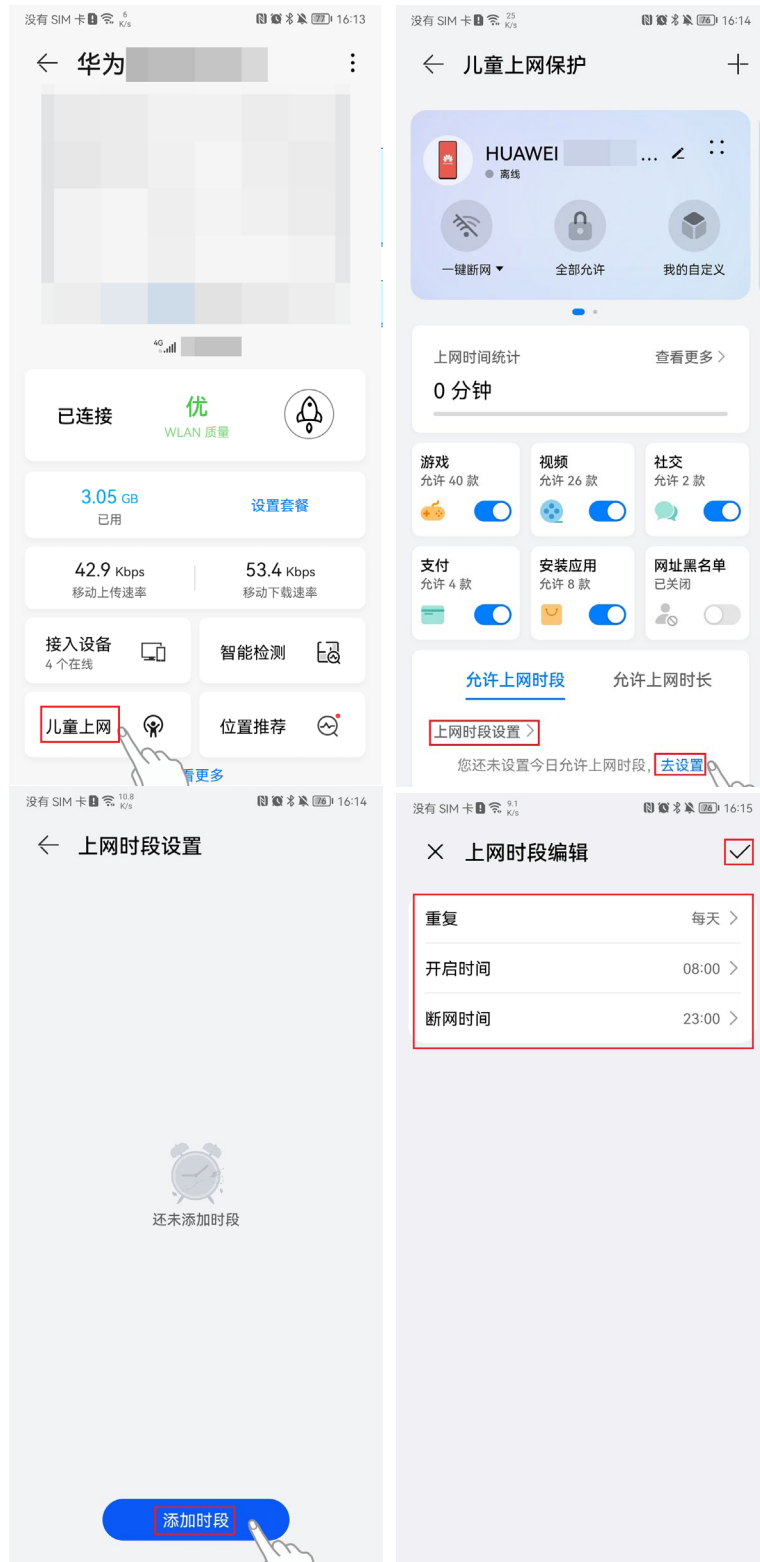 没有 SIM 卡 6 K/s 77 16:13
华为
4G
已连接
优
WLAN 质量
3.05 GB
已用
设置套餐
42.9 Kbps
移动上传速率
53.4 Kbps
移动下载速率
接入设备
4 个在线
智能检测
儿童上网
位置推荐
看更多
没有 SIM 卡 25 K/s 76 16:14
儿童上网保护
HUAWEI ...
离线
一键断网
全部允许
我的自定义
上网时间统计
查看更多
0 分钟
游戏
允许 40 款
视频
允许 26 款
社交
允许 2 款
支付
允许 4 款
安装应用
允许 8 款
网址黑名单
已关闭
允许上网时段
允许上网时长
上网时段设置
您还未设置今日允许上网时段，去设置
没有 SIM 卡 10.8 K/s 76 16:14
上网时段设置
还未添加时段
添加时段
没有 SIM 卡 9.1 K/s 76 16:15
上网时段编辑
重复 每天
开启时间 08:00
断网时间 23:00